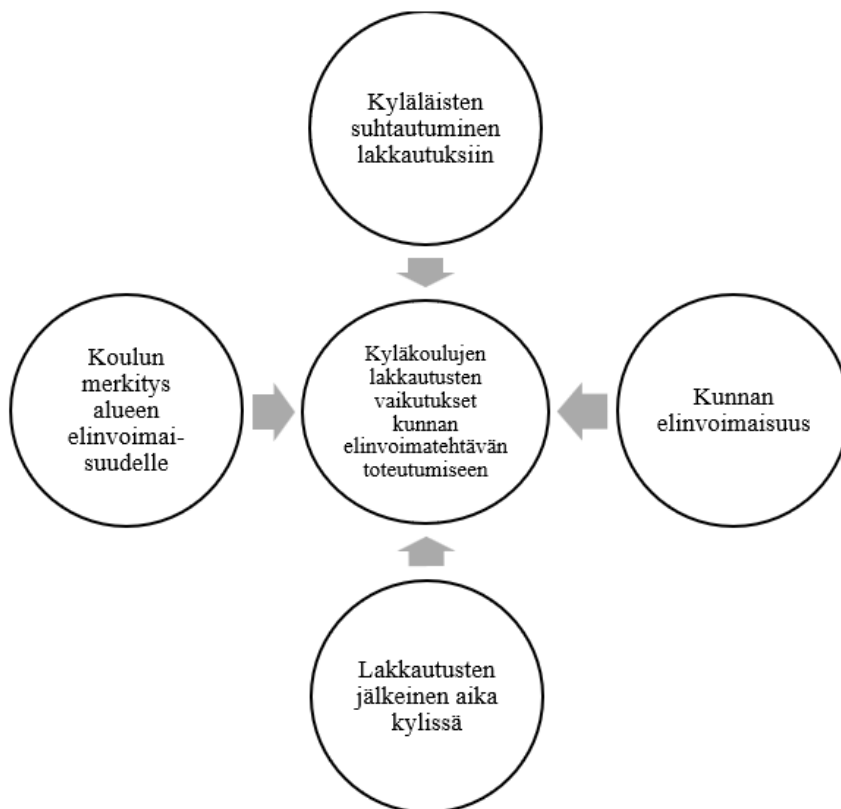 Kyläläisten
suhtautuminen
lakkautuksiin
Koulun
merkitys
alueen
elinvoimai-
suudelle
Kyläkoulujen
lakkautusten
vaikutukset
kunnan
elinvoimatehtävän
toteutumiseen
Kunnan
elinvoimaisuus
Lakkautusten
jälkeinen aika
kylissä